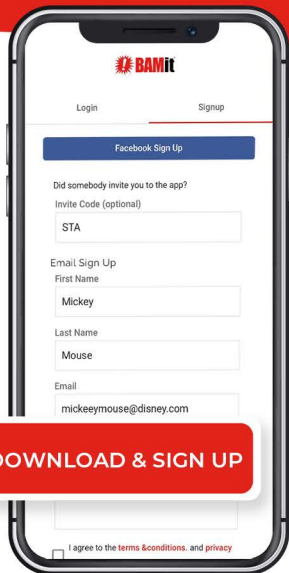 BAMit
Login Signup
Facebook Sign Up
Did somebody invite you to the app?
Invite Code (optional)
STA
Email Sign Up
First Name
Mickey
Last Name
Mouse
Email
mickeeymouse@disney.com
DOWNLOAD & SIGN UP
I agree to the terms &conditions. and privacy